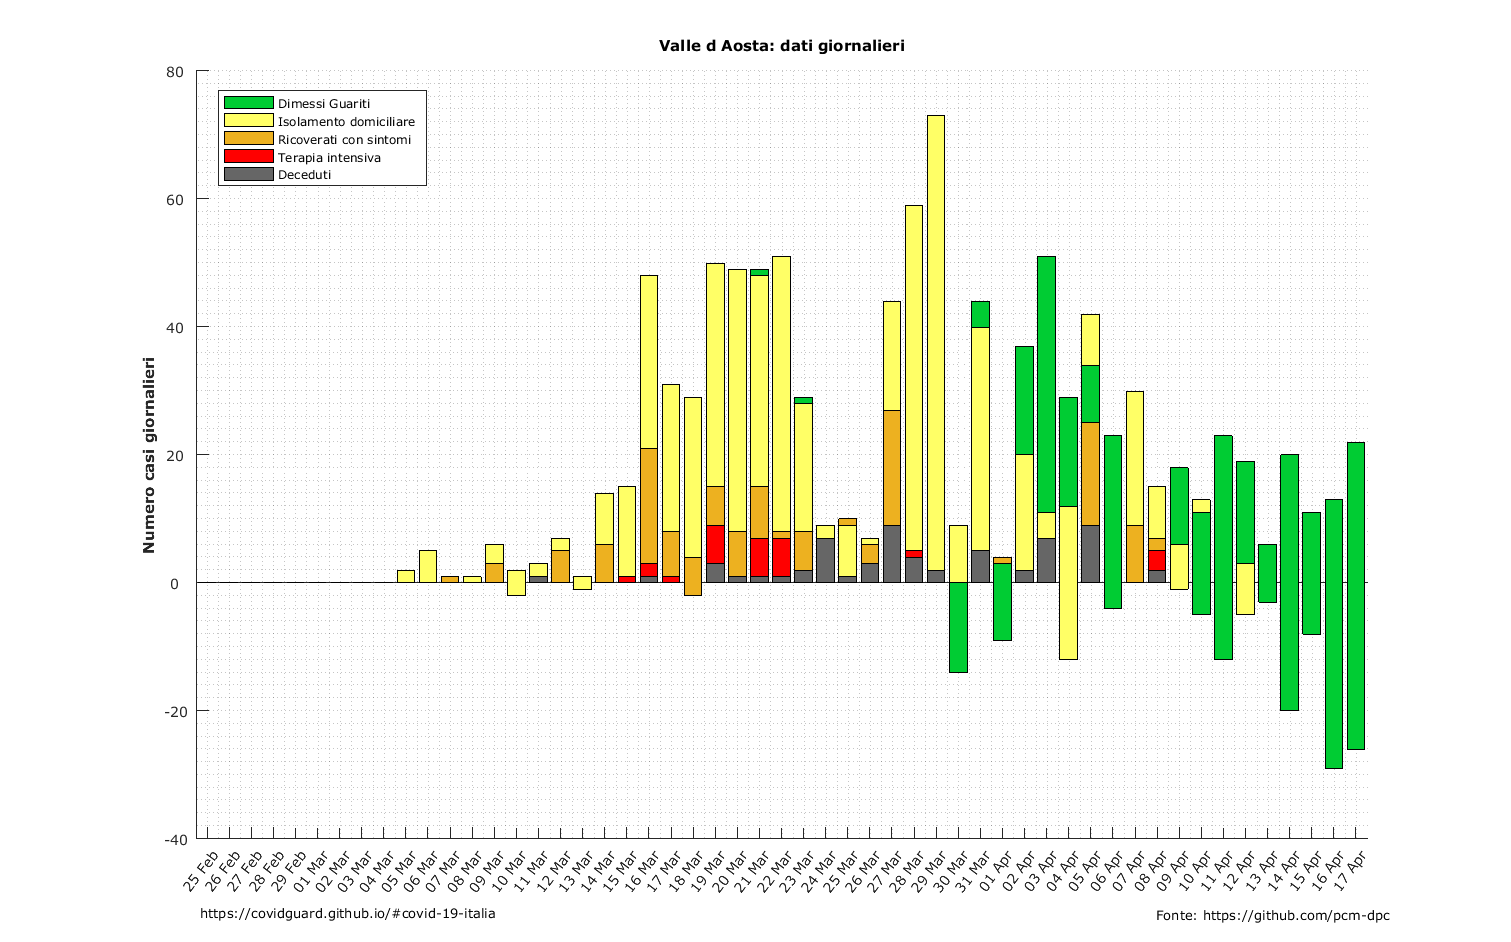 Valle d Aosta: dati giornalieri
80
60
40
20
0
-20
-40
Numero casi giornalieri
Dimessi Guariti
Isolamento domiciliare
Ricoverati con sintomi
Terapia intensiva
Deceduti
25 Feb
26 Feb
27 Feb
28 Feb
29 Feb
01 Mar
02 Mar
03 Mar
04 Mar
05 Mar
06 Mar
07 Mar
08 Mar
09 Mar
10 Mar
11 Mar
12 Mar
13 Mar
14 Mar
15 Mar
16 Mar
17 Mar
18 Mar
19 Mar
20 Mar
21 Mar
22 Mar
23 Mar
24 Mar
25 Mar
26 Mar
27 Mar
28 Mar
29 Mar
30 Mar
31 Mar
01 Apr
02 Apr
03 Apr
04 Apr
05 Apr
06 Apr
07 Apr
08 Apr
09 Apr
10 Apr
11 Apr
12 Apr
13 Apr
14 Apr
15 Apr
16 Apr
17 Apr
https://covidguard.github.io/#covid-19-italia
Fonte: https://github.com/pcm-dpc